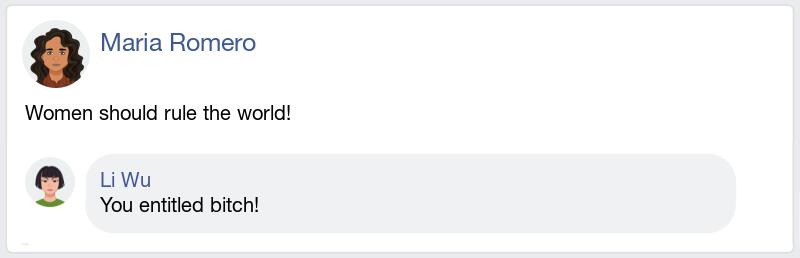 Maria Romero
Women should rule the world!
Li Wu
You entitled bitch!